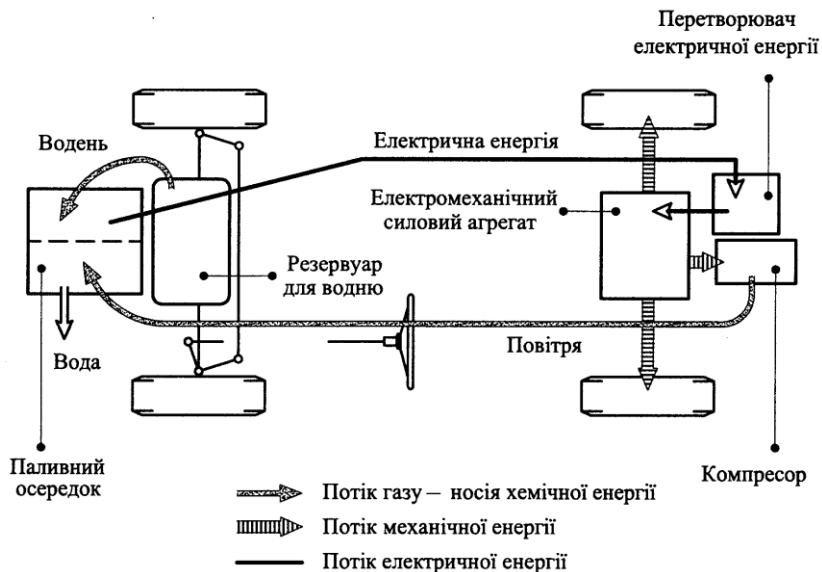 Перетворювач
електричної енергії
Водень
Електрична енергія
Електромеханічний
силовий агрегат
Резервуар
для водню
Вода
Повітря
Паливний
осередок
Компресор
Потік газу – носія хемічної енергії
Потік механічної енергії
Потік електричної енергії